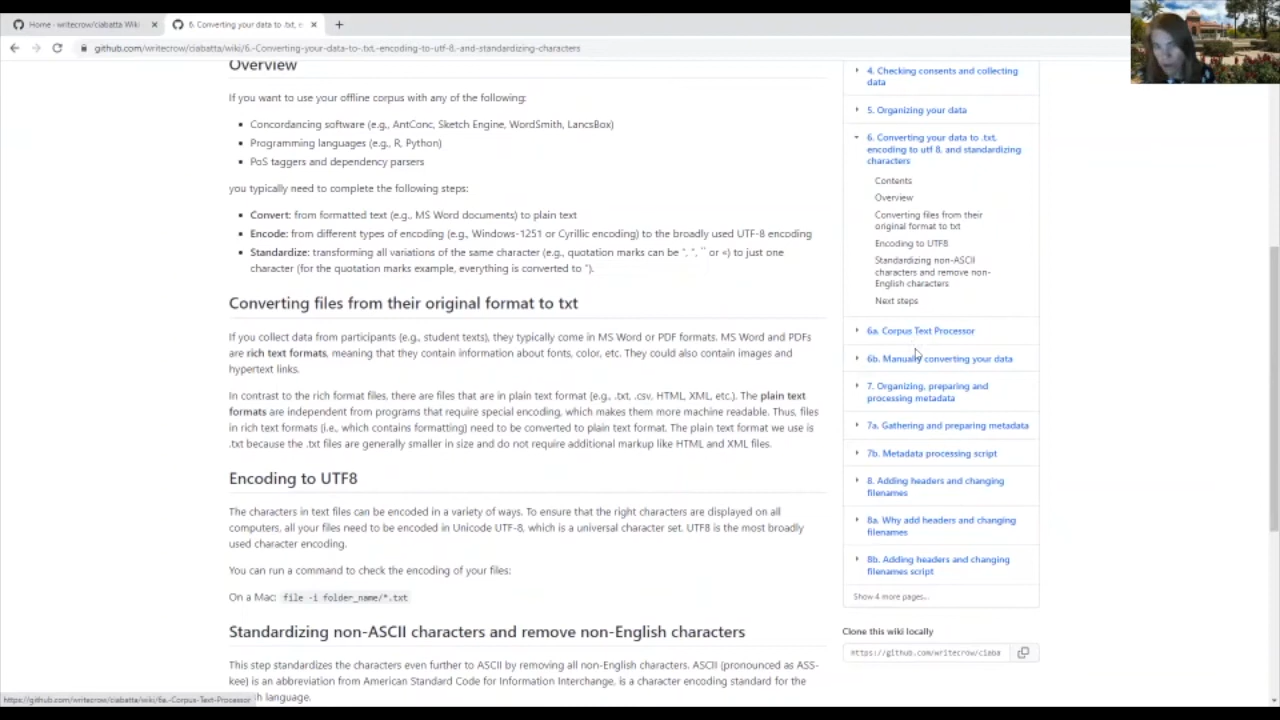 Home · writecrow/ciabatta Wiki
6. Converting your data to .txt, e
github.com/writecrow/ciabatta/wiki/6.-Converting-your-data-to-.txt,-encoding-to-utf-8,-and-standardizing-characters
Overview
If you want to use your offline corpus with any of the following:
Concordancing software (e.g., AntConc, Sketch Engine, WordSmith, LancsBox)
Programming languages (e.g., R, Python)
PoS taggers and dependency parsers
you typically need to complete the following steps:
Convert: from formatted text (e.g., MS Word documents) to plain text
Encode: from different types of encoding (e.g., Windows-1251 or Cyrillic encoding) to the broadly used UTF-8 encoding
Standardize: transforming all variations of the same character (e.g., quotation marks can be ", ", `` or «) to just one
character (for the quotation marks example, everything is converted to ").
Converting files from their original format to txt
If you collect data from participants (e.g., student texts), they typically come in MS Word or PDF formats. MS Word and PDFs
are rich text formats, meaning that they contain information about fonts, color, etc. They could also contain images and
hypertext links.
In contrast to the rich format files, there are files that are in plain text format (e.g., .txt, .csv, HTML, XML, etc.). The plain text
formats are independent from programs that require special encoding, which makes them more machine readable. Thus, files
in rich text formats (i.e., which contains formatting) need to be converted to plain text format. The plain text format we use is
.txt because the .txt files are generally smaller in size and do not require additional markup like HTML and XML files.
Encoding to UTF8
The characters in text files can be encoded in a variety of ways. To ensure that the right characters are displayed on all
computers, all your files need to be encoded in Unicode UTF-8, which is a universal character set. UTF8 is the most broadly
used character encoding.
You can run a command to check the encoding of your files:
On a Mac: file -i folder_name/*.txt
Standardizing non-ASCII characters and remove non-English characters
This step standardizes the characters even further to ASCII by removing all non-English characters. ASCII (pronounced as ASS-
kee) is an abbreviation from American Standard Code for Information Interchange, is a character encoding standard for the
h language.
4. Checking consents and collecting
data
5. Organizing your data
6. Converting your data to .txt,
encoding to utf 8, and standardizing
characters
Contents
Overview
Converting files from their
original format to txt
Encoding to UTF8
Standardizing non-ASCII
characters and remove non-
English characters
Next steps
6a. Corpus Text Processor
6b. Manually converting your data
7. Organizing, preparing and
processing metadata
7a. Gathering and preparing metadata
7b. Metadata processing script
8. Adding headers and changing
filenames
8a. Why add headers and changing
filenames
8b. Adding headers and changing
filenames script
Show 4 more pages...
Clone this wiki locally
https://github.com/writecrow/ciaba
https://github.com/writecrow/ciabatta/wiki/6a.-Corpus-Text-Processor